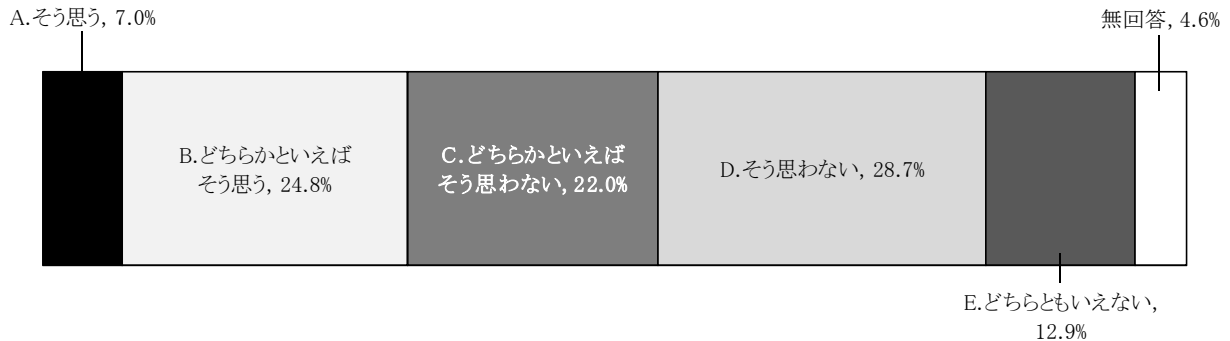 A.そう思う, 7.0%
無回答, 4.6%
B.どちらかといえば
そう思う, 24.8%
C.どちらかといえば
そう思わない, 22.0%
D.そう思わない, 28.7%
E.どちらともいえない,
12.9%